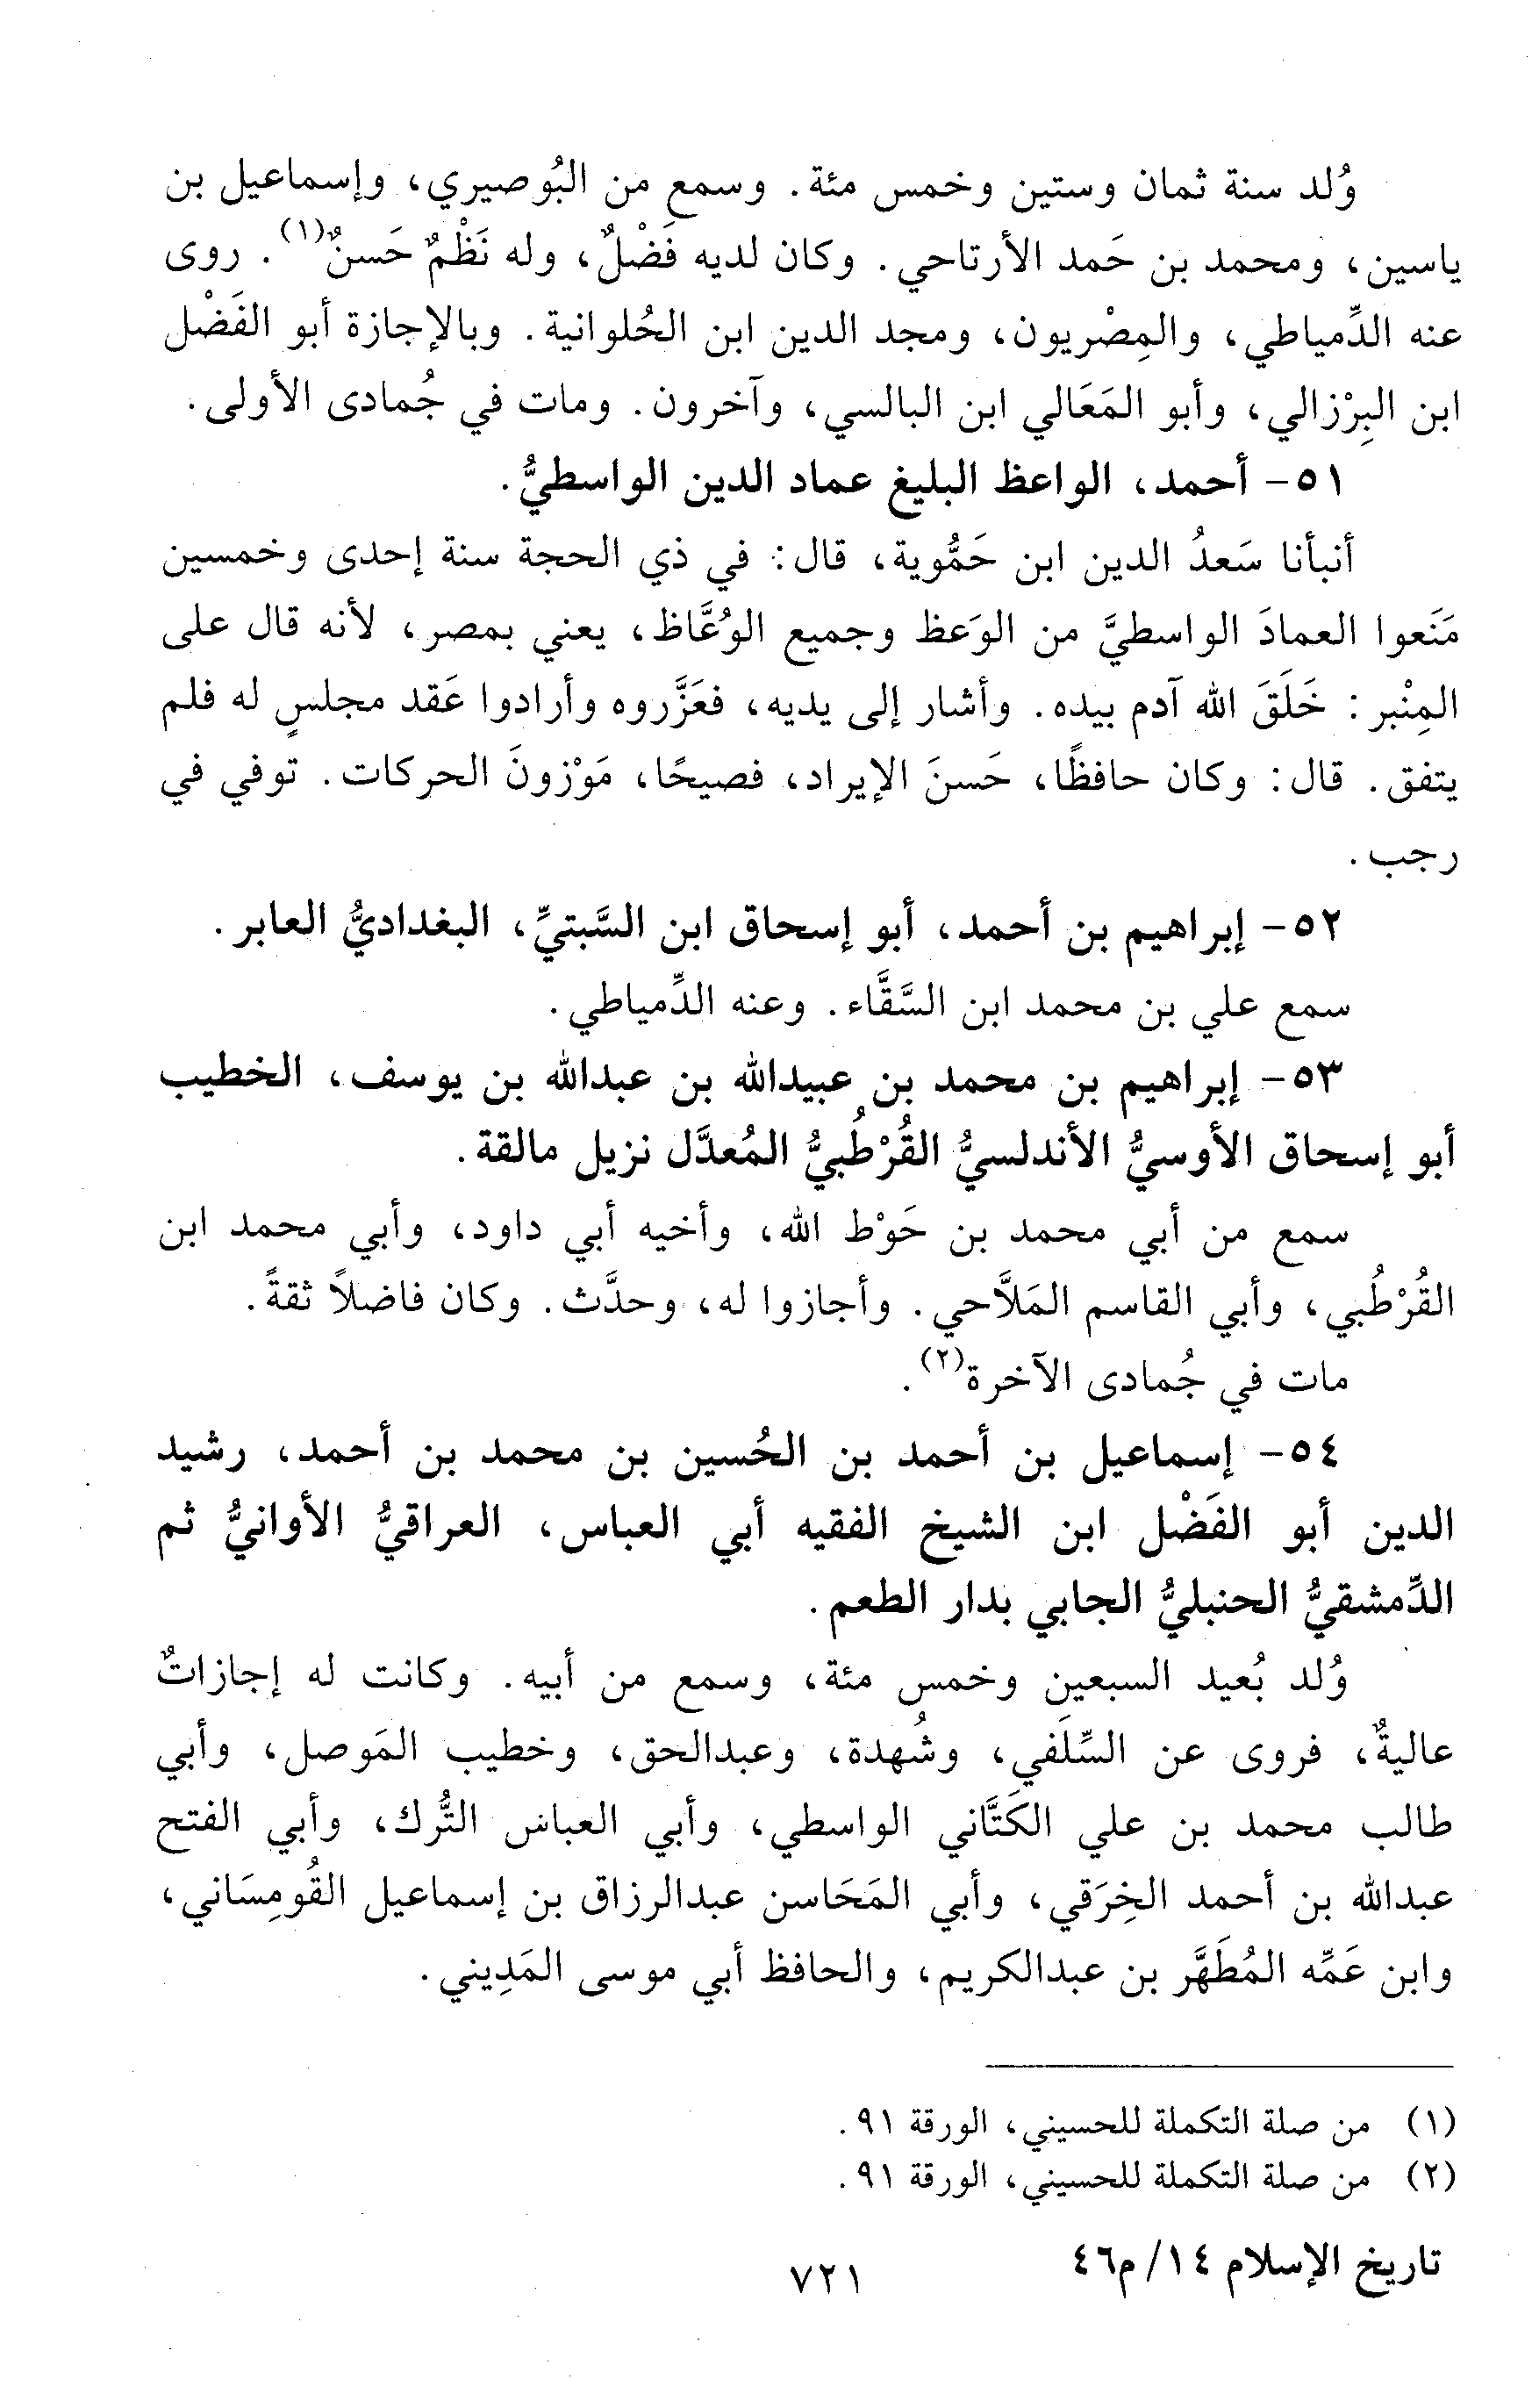 وُلد سنة ثمان وستين وخمس مئة. وسمع من البُوصيري، وإسماعيل بن
ياسين، ومحمد بن حَمد الأرتاحي. وكان لديه فَضْلٌ، وله نَظْمٌ حَسنٌ(١). روى
عنه الدِّمياطي، والمِصْريون، ومجد الدين ابن الحُلوانية. وبالإجازة أبو الفَضْل
ابن البِرْزالي، وأبو المَعَالي ابن البالسي، وآخرون. ومات في جُمادى الأولى.
٥١- أحمد، الواعظ البليغ عماد الدين الواسطيُّ.
أنبأنا سَعدُ الدين ابن حَمُّوية، قال: في ذي الحجة سنة إحدى وخمسين
مَنَعوا العمادَ الواسطيَّ من الوَعظ وجميع الوُعَّاظ، يعني بمصر، لأنه قال على
المِنْبر: خَلَقَ الله آدم بيده. وأشار إلى يديه، فعَزَّروه وأرادوا عَقد مجلسٍ له فلم
يتفق. قال: وكان حافظًا، حَسنَ الإيراد، فصيحًا، مَوْزونَ الحركات. توفي في
رجب.
٥٢- إبراهيم بن أحمد، أبو إسحاق ابن السَّبتيِّ، البغداديُّ العابر.
سمع علي بن محمد ابن السَّقَّاء. وعنه الدِّمياطي.
٥٣- إبراهيم بن محمد بن عبيدالله بن عبدالله بن يوسف، الخطيب
أبو إسحاق الأوسيُّ الأندلسيُّ القُرْطُبيُّ المُعدَّل نزيل مالقة.
سمع من أبي محمد بن حَوْط الله، وأخيه أبي داود، وأبي محمد ابن
القُرْطُبي، وأبي القاسم المَلاَّحي. وأجازوا له، وحدَّث. وكان فاضلاً ثقةً.
مات في جُمادى الآخرة(٢).
٥٤- إسماعيل بن أحمد بن الحُسين بن محمد بن أحمد، رشيد
الدين أبو الفَضْل ابن الشيخ الفقيه أبي العباس، العراقيُّ الأوانيُّ ثم
الدِّمشقيُّ الحنبليُّ الجابي بدار الطعم.
وُلد بُعيد السبعين وخمس مئة، وسمع من أبيه. وكانت له إجازاتٌ
عاليةٌ، فروى عن السِّلَفي، وشُهدة، وعبدالحق، وخطيب المَوصل، وأبي
طالب محمد بن علي الكَتَّاني الواسطي، وأبي العباس التُّرك، وأبي الفتح
عبدالله بن أحمد الخِرَقي، وأبي المَحَاسن عبدالرزاق بن إسماعيل القُومِسَاني،
وابن عَمِّه المُطَهَّر بن عبدالكريم، والحافظ أبي موسى المَدِيني.
(١) من صلة التكملة للحسيني، الورقة ٩١.
(٢) من صلة التكملة للحسيني، الورقة ٩١.
تاريخ الإسلام ١٤/ م٤٦
٧٢١